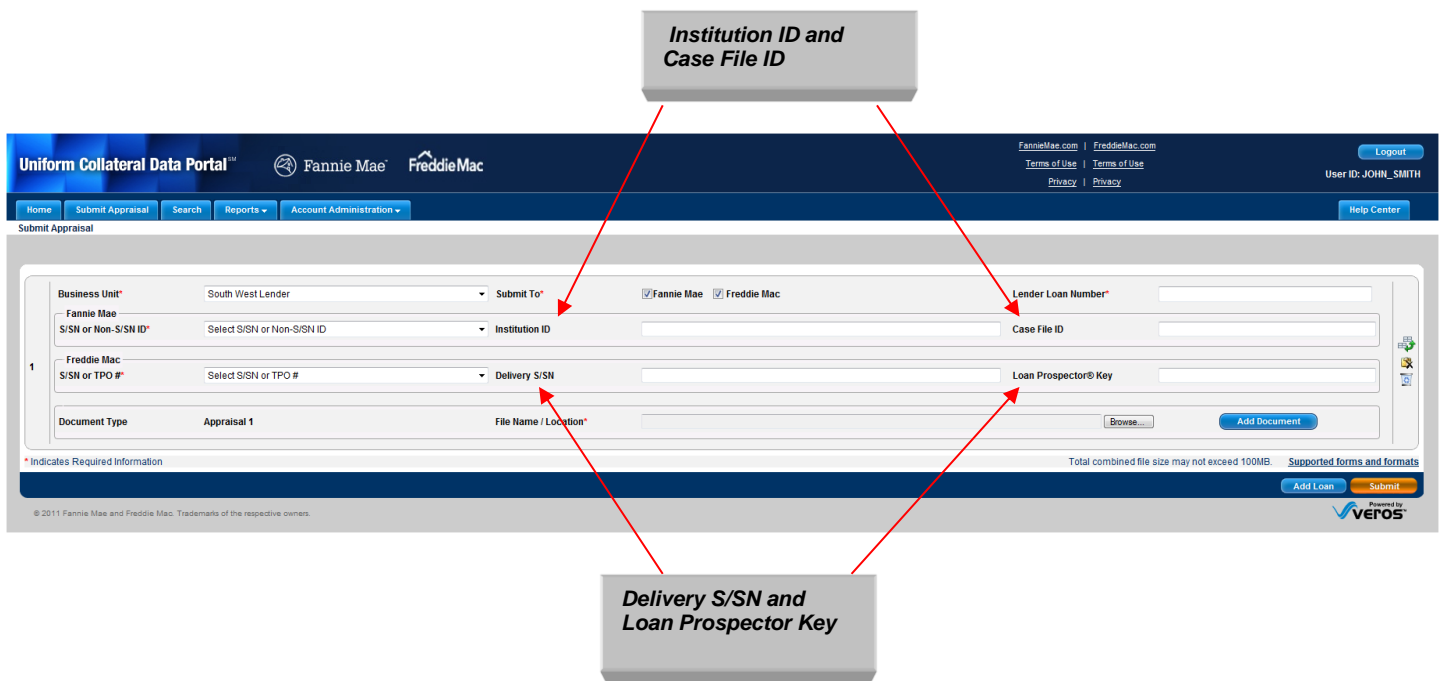 Institution ID and
Case File ID
Uniform Collateral Data Portal℠ Fannie Mae® FreddieMac
FannieMae.com | FreddieMac.com
Terms of Use | Terms of Use
Privacy | Privacy
Logout
User ID: JOHN_SMITH
Home Submit Appraisal Search Reports Account Administration Help Center
Submit Appraisal
Business Unit* South West Lender Submit To* Fannie Mae Freddie Mac Lender Loan Number*
Fannie Mae
S/SN or Non-S/SN ID* Select S/SN or Non-S/SN ID Institution ID Case File ID
1
Freddie Mac
S/SN or TPO #* Select S/SN or TPO # Delivery S/SN Loan Prospector® Key
Document Type Appraisal 1 File Name / Location* Browse... Add Document
* Indicates Required Information Total combined file size may not exceed 100MB. Supported forms and formats
Add Loan Submit
© 2011 Fannie Mae and Freddie Mac. Trademarks of the respective owners.
Powered by
veros
Delivery S/SN and
Loan Prospector Key